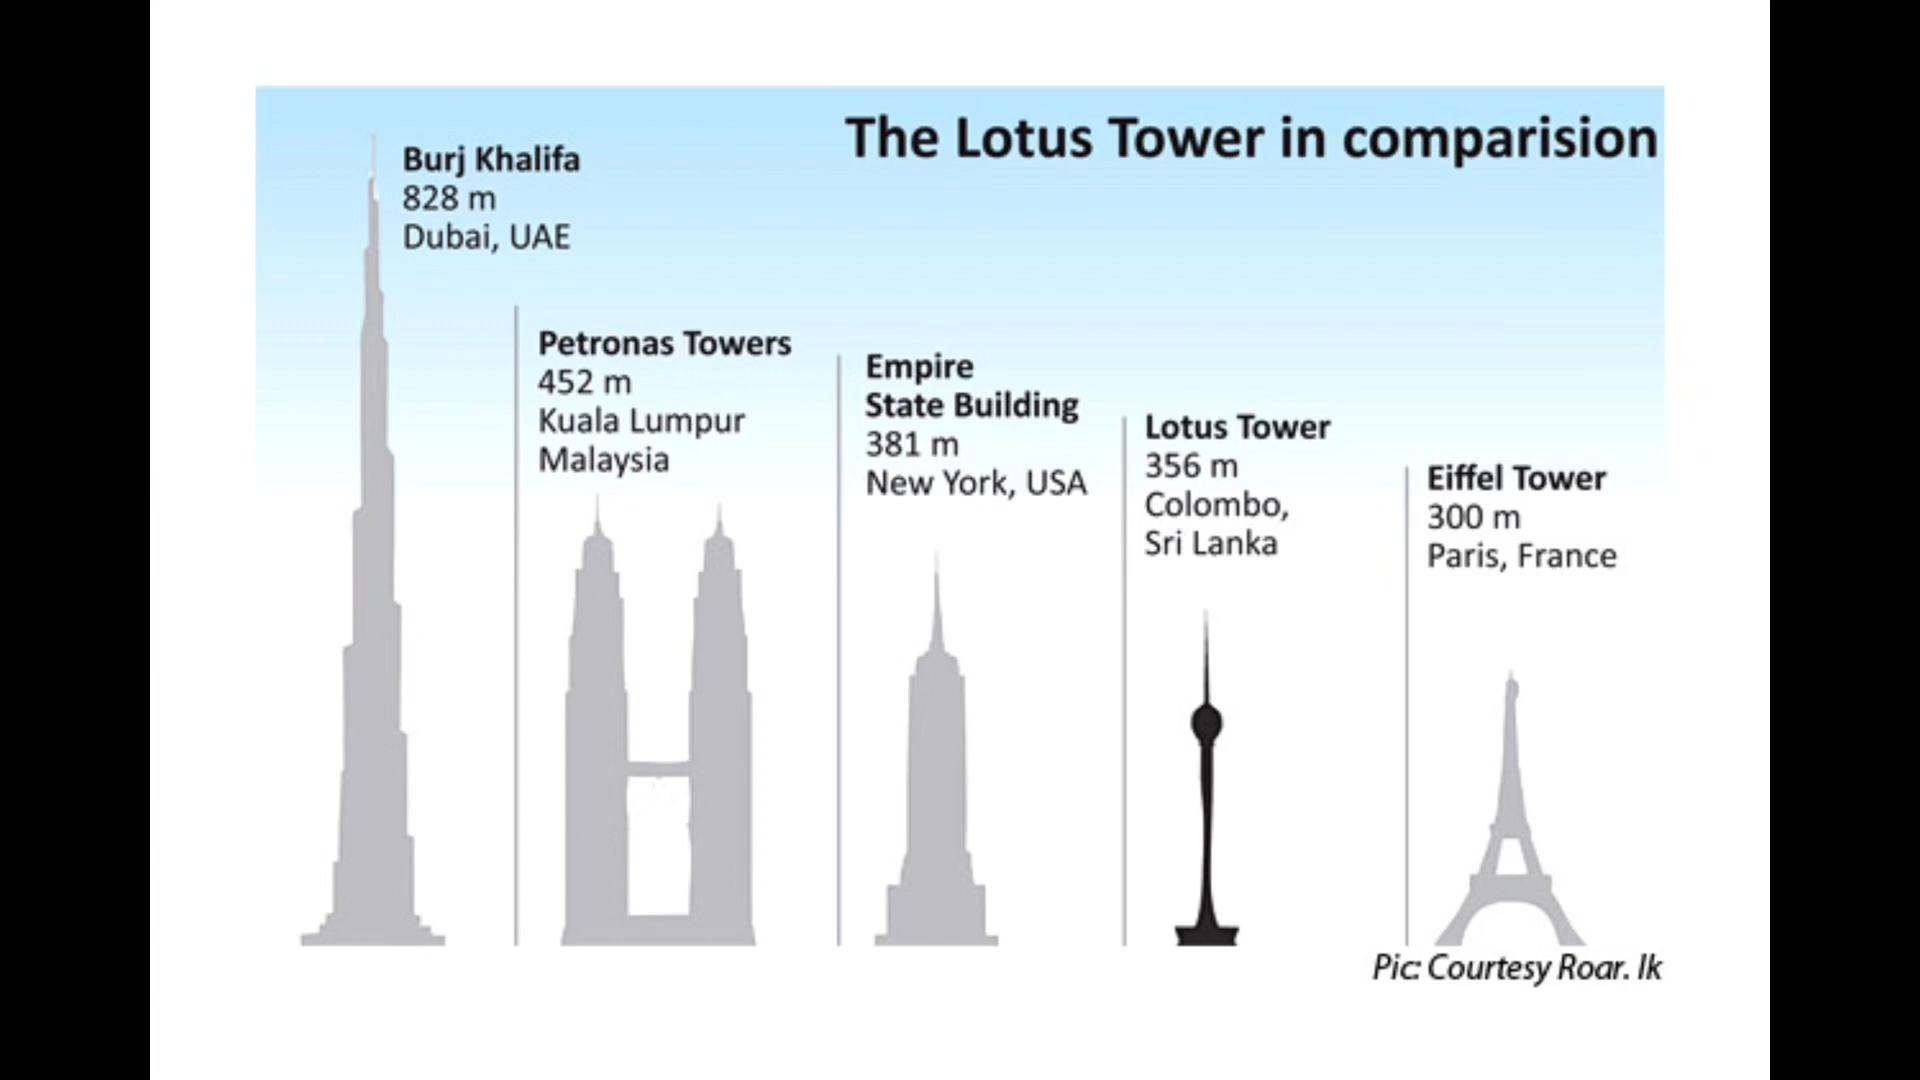 The Lotus Tower in comparision
Burj Khalifa
828 m
Dubai, UAE
Petronas Towers
452 m
Kuala Lumpur
Malaysia
Empire
State Building
381 m
New York, USA
Lotus Tower
356 m
Colombo,
Sri Lanka
Eiffel Tower
300 m
Paris, France
Pic: Courtesy Roar. lk